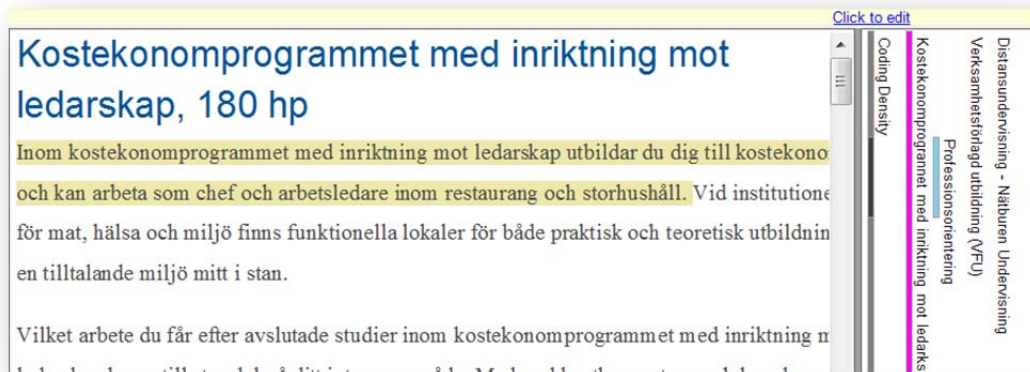 Click to edit
Kostekonomprogrammet med inriktning mot
ledarskap, 180 hp
Inom kostekonomprogrammet med inriktning mot ledarskap utbildar du dig till kostekono
och kan arbeta som chef och arbetsledare inom restaurang och storhushåll. Vid institutione
för mat, hälsa och miljö finns funktionella lokaler för både praktisk och teoretisk utbildnin
en tilltalande miljö mitt i stan.
Vilket arbete du får efter avslutade studier inom kostekonomprogrammet med inriktning m
Coding Density
Kostekonomprogrammet med inriktning mot ledarks
Professionsorientering
Verksamhetsförlagd utbildning (VFU)
Distansundervisning - Nätburen Undervisning